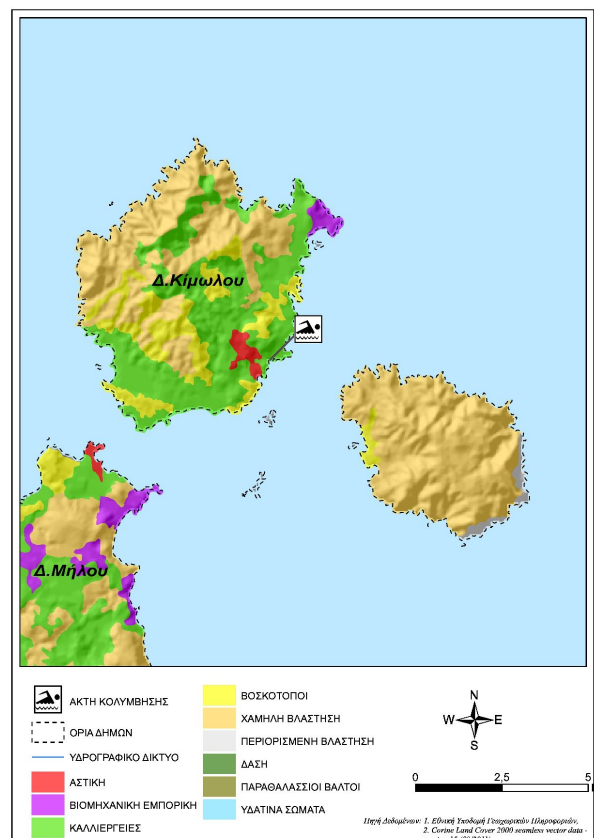 Δ.Κίμωλου
Δ.Μήλου
ΑΚΤΗ ΚΟΛΥΜΒΗΣΗΣ
ΟΡΙΑ ΔΗΜΩΝ
ΥΔΡΟΓΡΑΦΙΚΟ ΔΙΚΤΥΟ
ΑΣΤΙΚΗ
ΒΙΟΜΗΧΑΝΙΚΗ ΕΜΠΟΡΙΚΗ
ΚΑΛΛΙΕΡΓΕΙΕΣ
ΒΟΣΚΟΤΟΠΟΙ
ΧΑΜΗΛΗ ΒΛΑΣΤΗΣΗ
ΠΕΡΙΟΡΙΣΜΕΝΗ ΒΛΑΣΤΗΣΗ
ΔΑΣΗ
ΠΑΡΑΘΑΛΑΣΣΙΟΙ ΒΑΛΤΟΙ
ΥΔΑΤΙΝΑ ΣΩΜΑΤΑ
N
W E
S
0 2,5 5
Πηγή Δεδομένων: 1. Εθνική Υποδομή Γεωχωρικών Πληροφοριών,
2. Corine Land Cover 2000 seamless vector data -